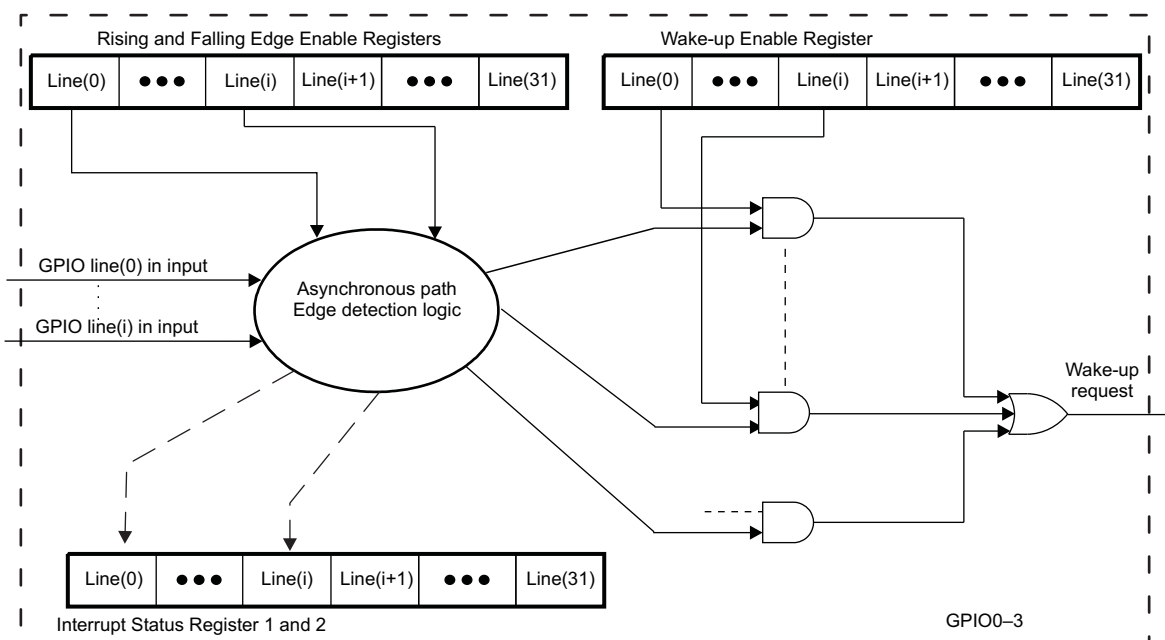 Rising and Falling Edge Enable Registers
Line(0) ●●● Line(i) Line(i+1) ●●● Line(31)
Wake-up Enable Register
Line(0) ●●● Line(i) Line(i+1) ●●● Line(31)
GPIO line(0) in input
GPIO line(i) in input
Asynchronous path
Edge detection logic
Wake-up
request
Line(0) ●●● Line(i) Line(i+1) ●●● Line(31)
Interrupt Status Register 1 and 2
GPIO0–3